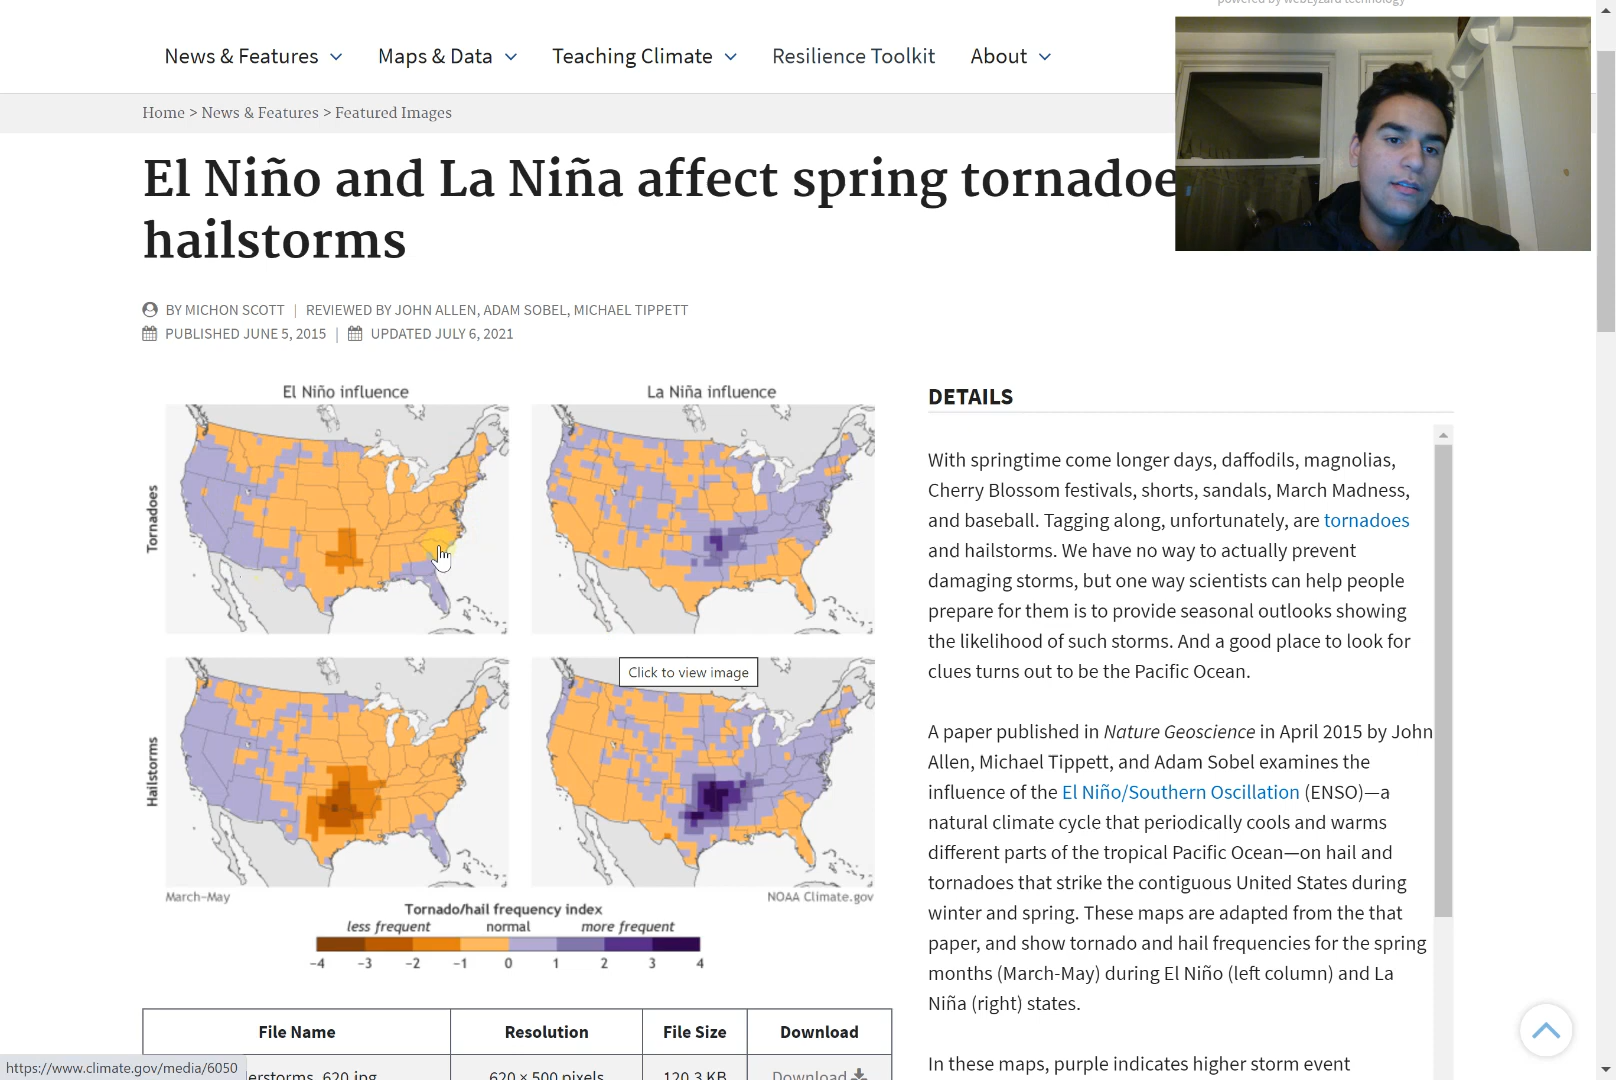 powered by webLyzard technology
News & Features
Maps & Data
Teaching Climate
Resilience Toolkit
About
Home > News & Features > Featured Images
El Niño and La Niña affect spring tornadoe
hailstorms
BY MICHON SCOTT | REVIEWED BY JOHN ALLEN, ADAM SOBEL, MICHAEL TIPPETT
PUBLISHED JUNE 5, 2015 | UPDATED JULY 6, 2021
El Niño influence
La Niña influence
Tornadoes
Click to view image
Hailstorms
March–May
NOAA Climate.gov
Tornado/hail frequency index
less frequent normal more frequent
−4 −3 −2 −1 0 1 2 3 4
File Name Resolution File Size Download
erstorms_620.jpg 620 x 500 pixels 120.3 KB Download
https://www.climate.gov/media/6050
DETAILS
With springtime come longer days, daffodils, magnolias,
Cherry Blossom festivals, shorts, sandals, March Madness,
and baseball. Tagging along, unfortunately, are tornadoes
and hailstorms. We have no way to actually prevent
damaging storms, but one way scientists can help people
prepare for them is to provide seasonal outlooks showing
the likelihood of such storms. And a good place to look for
clues turns out to be the Pacific Ocean.
A paper published in Nature Geoscience in April 2015 by John
Allen, Michael Tippett, and Adam Sobel examines the
influence of the El Niño/Southern Oscillation (ENSO)—a
natural climate cycle that periodically cools and warms
different parts of the tropical Pacific Ocean—on hail and
tornadoes that strike the contiguous United States during
winter and spring. These maps are adapted from the that
paper, and show tornado and hail frequencies for the spring
months (March-May) during El Niño (left column) and La
Niña (right) states.
In these maps, purple indicates higher storm event